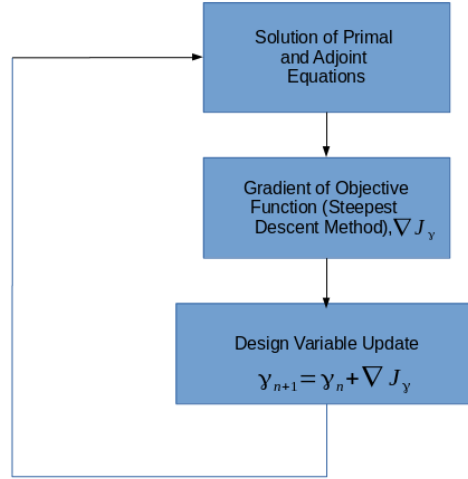 Solution of Primal
and Adjoint
Equations
Gradient of Objective
Function (Steepest
Descent Method),∇J_γ
Design Variable Update
γ_{n+1}=γ_n+∇J_γ